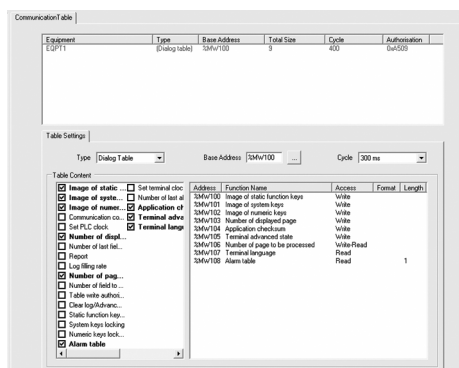 CommunicationTable
Equipment Type Base Address Total Size Cycle Authorisation
EQPT1 (Dialog table) %MW100 9 400 0xA509
Table Settings
Type Dialog Table Base Address %MW100 ... Cycle 300 ms
Table Content
Image of static ... Set terminal cloc
Image of syste... Number of last al
Image of numer... Application ch
Communication co... Terminal adva
Set PLC clock Terminal langu
Number of displ...
Number of last fiel...
Report
Log filling rate
Number of pag...
Number of field to ...
Table write authori...
Clear log/Advanc...
Static function key...
System keys locking
Numeric keys lock...
Alarm table
Address Function Name Access Format Length
%MW100 Image of static function keys Write
%MW101 Image of system keys Write
%MW102 Image of numeric keys Write
%MW103 Number of displayed page Write
%MW104 Application checksum Write
%MW105 Terminal advanced state Write
%MW106 Number of page to be processed Write-Read
%MW107 Terminal language Read
%MW108 Alarm table Read 1